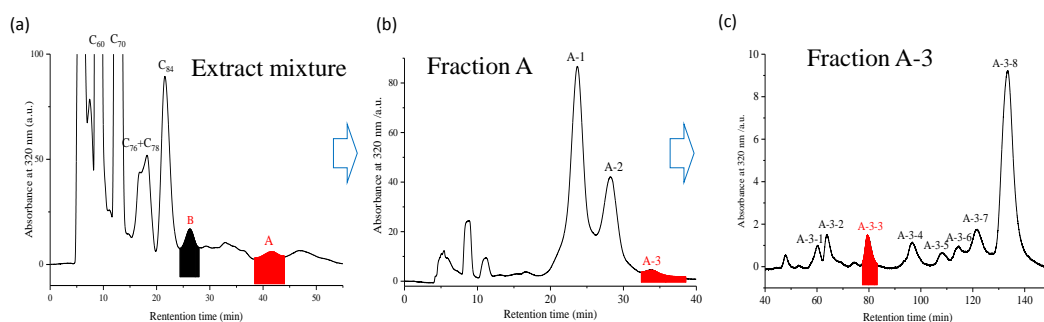 (a)
C60
C70
Extract mixture
C84
C76+C78
B
A
100
50
0
0
10
20
30
40
50
Absorbance at 320 nm (a.u.)
Rentention time (min)
(b)
Fraction A
A-1
A-2
A-3
80
60
40
20
0
0
10
20
30
40
Absorbance at 320 nm /a.u.
Retention time (min)
(c)
Fraction A-3
A-3-8
A-3-1
A-3-2
A-3-3
A-3-4
A-3-5
A-3-6
A-3-7
10
8
6
4
2
0
40
60
80
100
120
140
Absorbance at 320 nm /a.u.
Retention time (min)